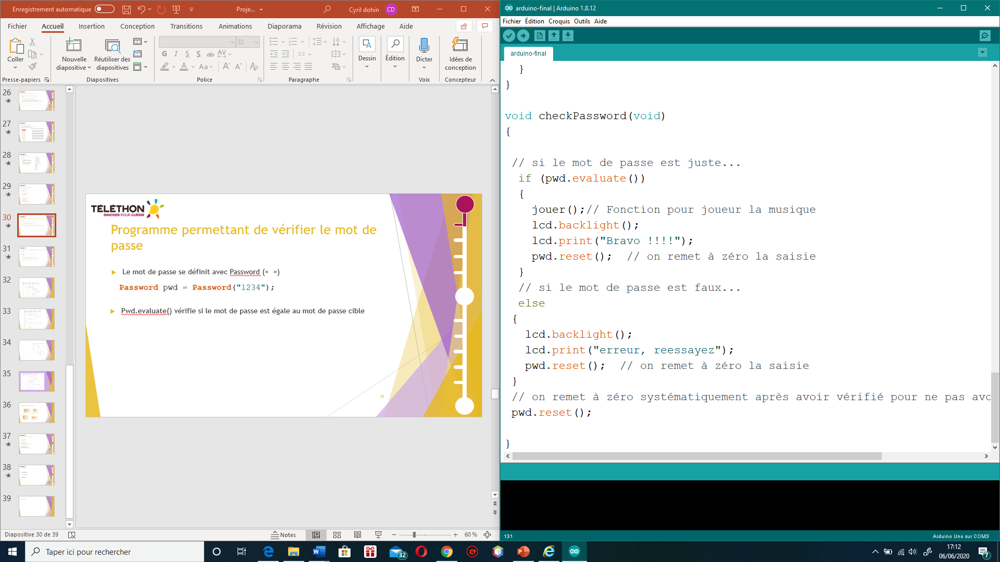 Enregistrement automatique
Proje...
Cyril dohin
CD
Fichier
Accueil
Insertion
Conception
Transitions
Animations
Diaporama
Révision
Affichage
Aide
Coller
Nouvelle
diapositive
Réutiliser des
diapositives
32
G I S S ab AV
Aa A A A
Dessin
Édition
Dicter
Idées de
conception
Presse-papiers
Diapositives
Police
Paragraphe
Voix
Concepteur
26
27
28
29
30
31
32
33
34
35
36
37
38
39
TÉLÉTHON
INNOVER POUR GUÉRIR
Programme permettant de vérifier le mot de
passe
Le mot de passe se définit avec Password («  »)
Password pwd = Password("1234");
Pwd.evaluate() vérifie si le mot de passe est égale au mot de passe cible
30
Diapositive 30 de 39
Notes
60 %
arduino-final | Arduino 1.8.12
Fichier Édition Croquis Outils Aide
arduino-final
}
}
void checkPassword(void)
{
// si le mot de passe est juste...
if (pwd.evaluate())
{
jouer();// Fonction pour joueur la musique
lcd.backlight();
lcd.print("Bravo !!!!");
pwd.reset();  // on remet à zéro la saisie
}
// si le mot de passe est faux...
else
{
lcd.backlight();
lcd.print("erreur, reessayez");
pwd.reset();  // on remet à zéro la saisie
}
// on remet à zéro systématiquement après avoir vérifié pour ne pas avo
pwd.reset();
}
131
Arduino Uno sur COM3
Taper ici pour rechercher
32
17:12
06/06/2020
7